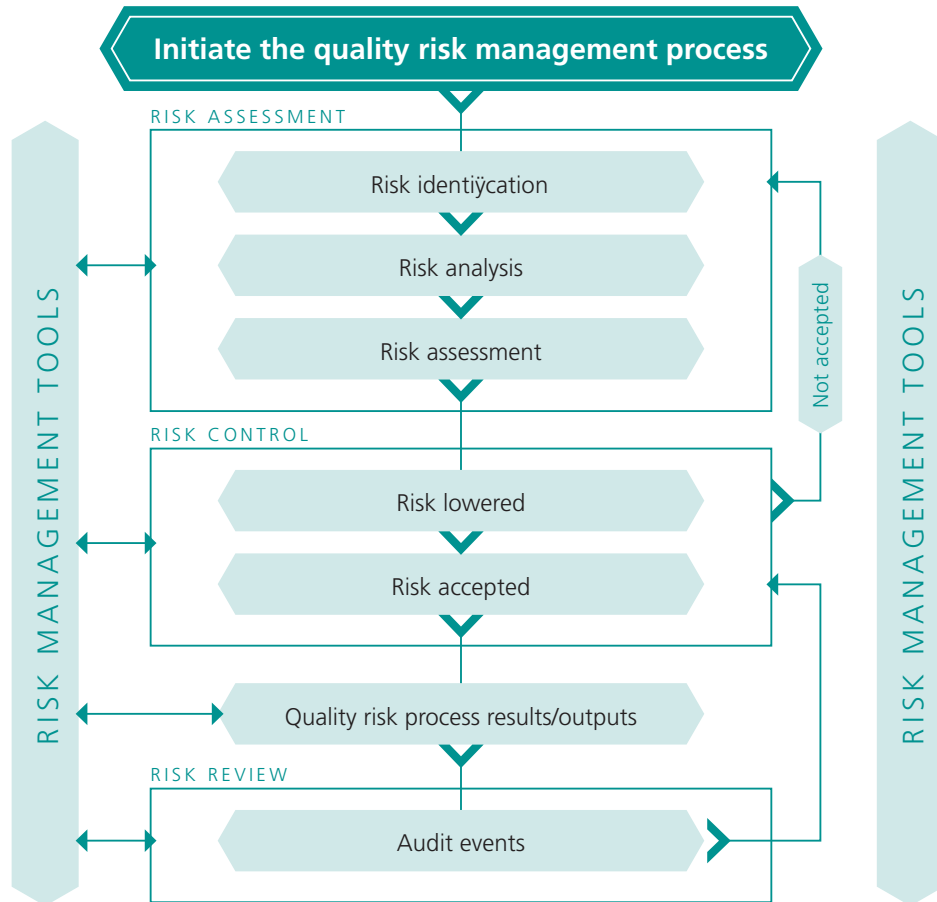 Initiate the quality risk management process
RISK ASSESSMENT
Risk identiÿcation
Risk analysis
Risk assessment
Not accepted
RISK CONTROL
Risk lowered
Risk accepted
Quality risk process results/outputs
RISK REVIEW
Audit events
RISK MANAGEMENT TOOLS
RISK MANAGEMENT TOOLS